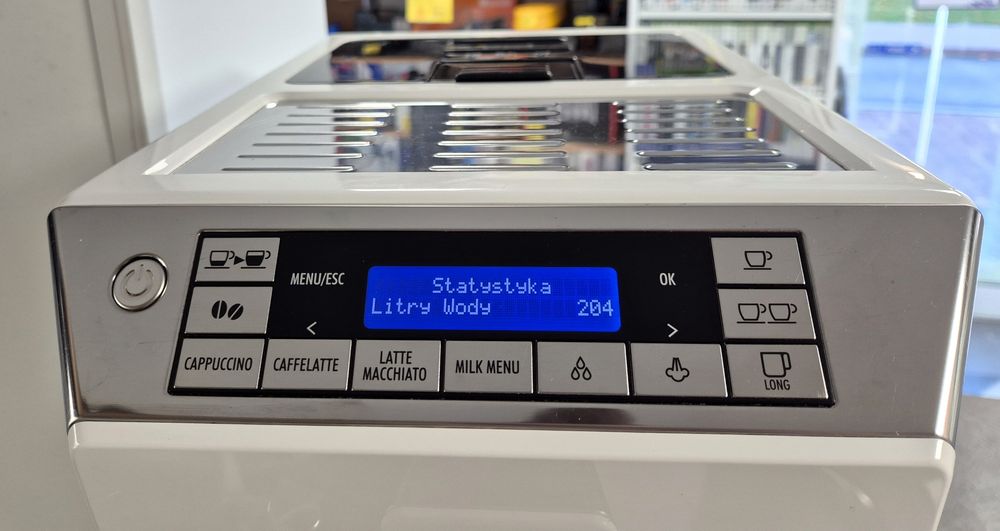 MENU/ESC
Statystyka
OK
Litry Wody 204
<
>
CAPPUCCINO
CAFFELATTE
LATTE
MACCHIATO
MILK MENU
LONG